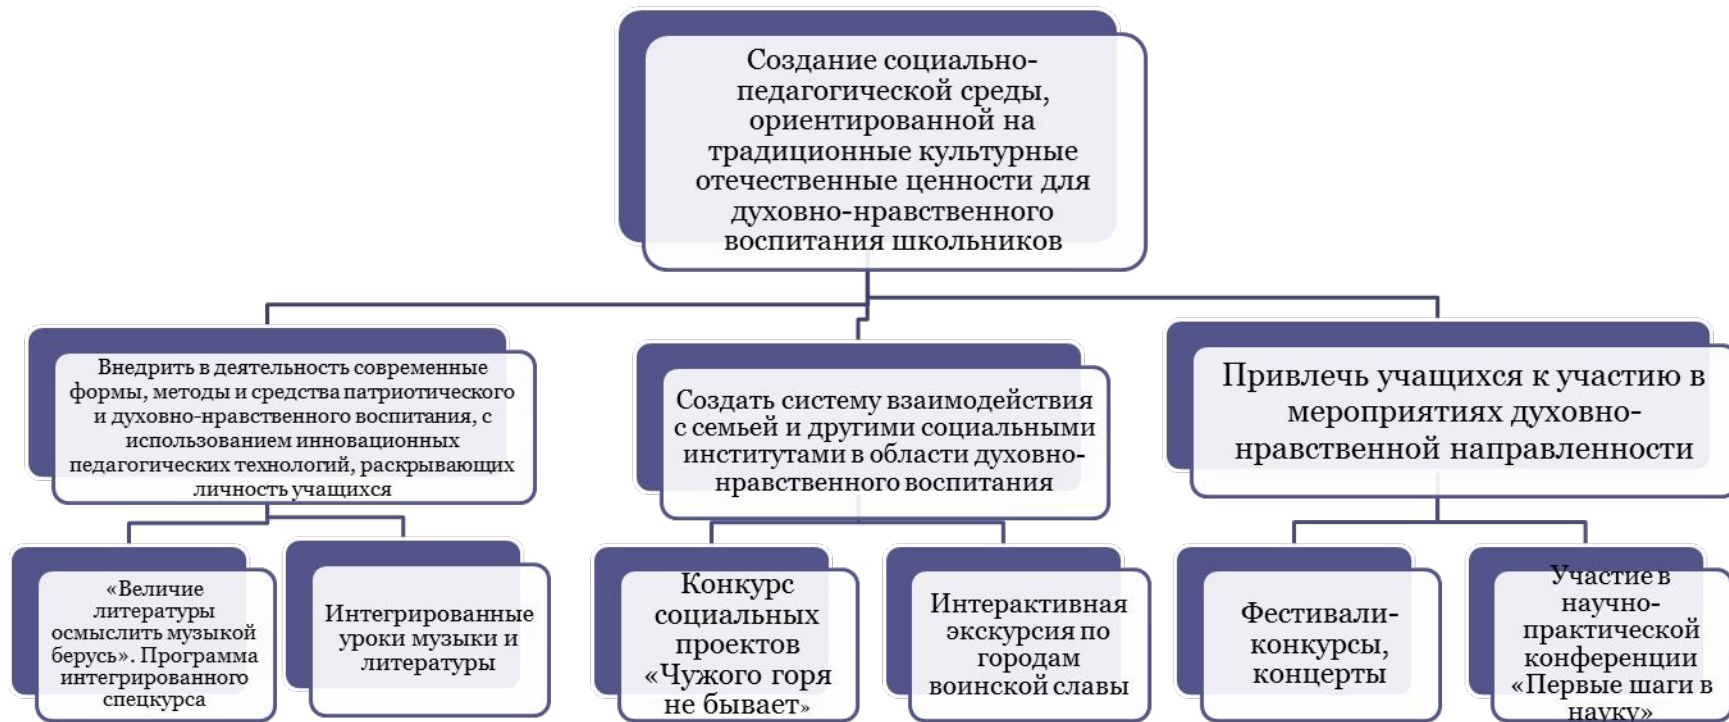 Создание социально-
педагогической среды,
ориентированной на
традиционные культурные
отечественные ценности для
духовно-нравственного
воспитания школьников
Внедрить в деятельность современные
формы, методы и средства патриотического
и духовно-нравственного воспитания, с
использованием инновационных
педагогических технологий, раскрывающих
личность учащихся
Создать систему взаимодействия
с семьей и другими социальными
институтами в области духовно-
нравственного воспитания
Привлечь учащихся к участию в
мероприятиях духовно-
нравственной направленности
«Величие
литературы
осмыслить музыкой
берусь». Программа
интегрированного
спецкурса
Интегрированные
уроки музыки и
литературы
Конкурс
социальных
проектов
«Чужого горя
не бывает»
Интерактивная
экскурсия по
городам
воинской славы
Фестивали-
конкурсы,
концерты
Участие в
научно-
практической
конференции
«Первые шаги в
науку»